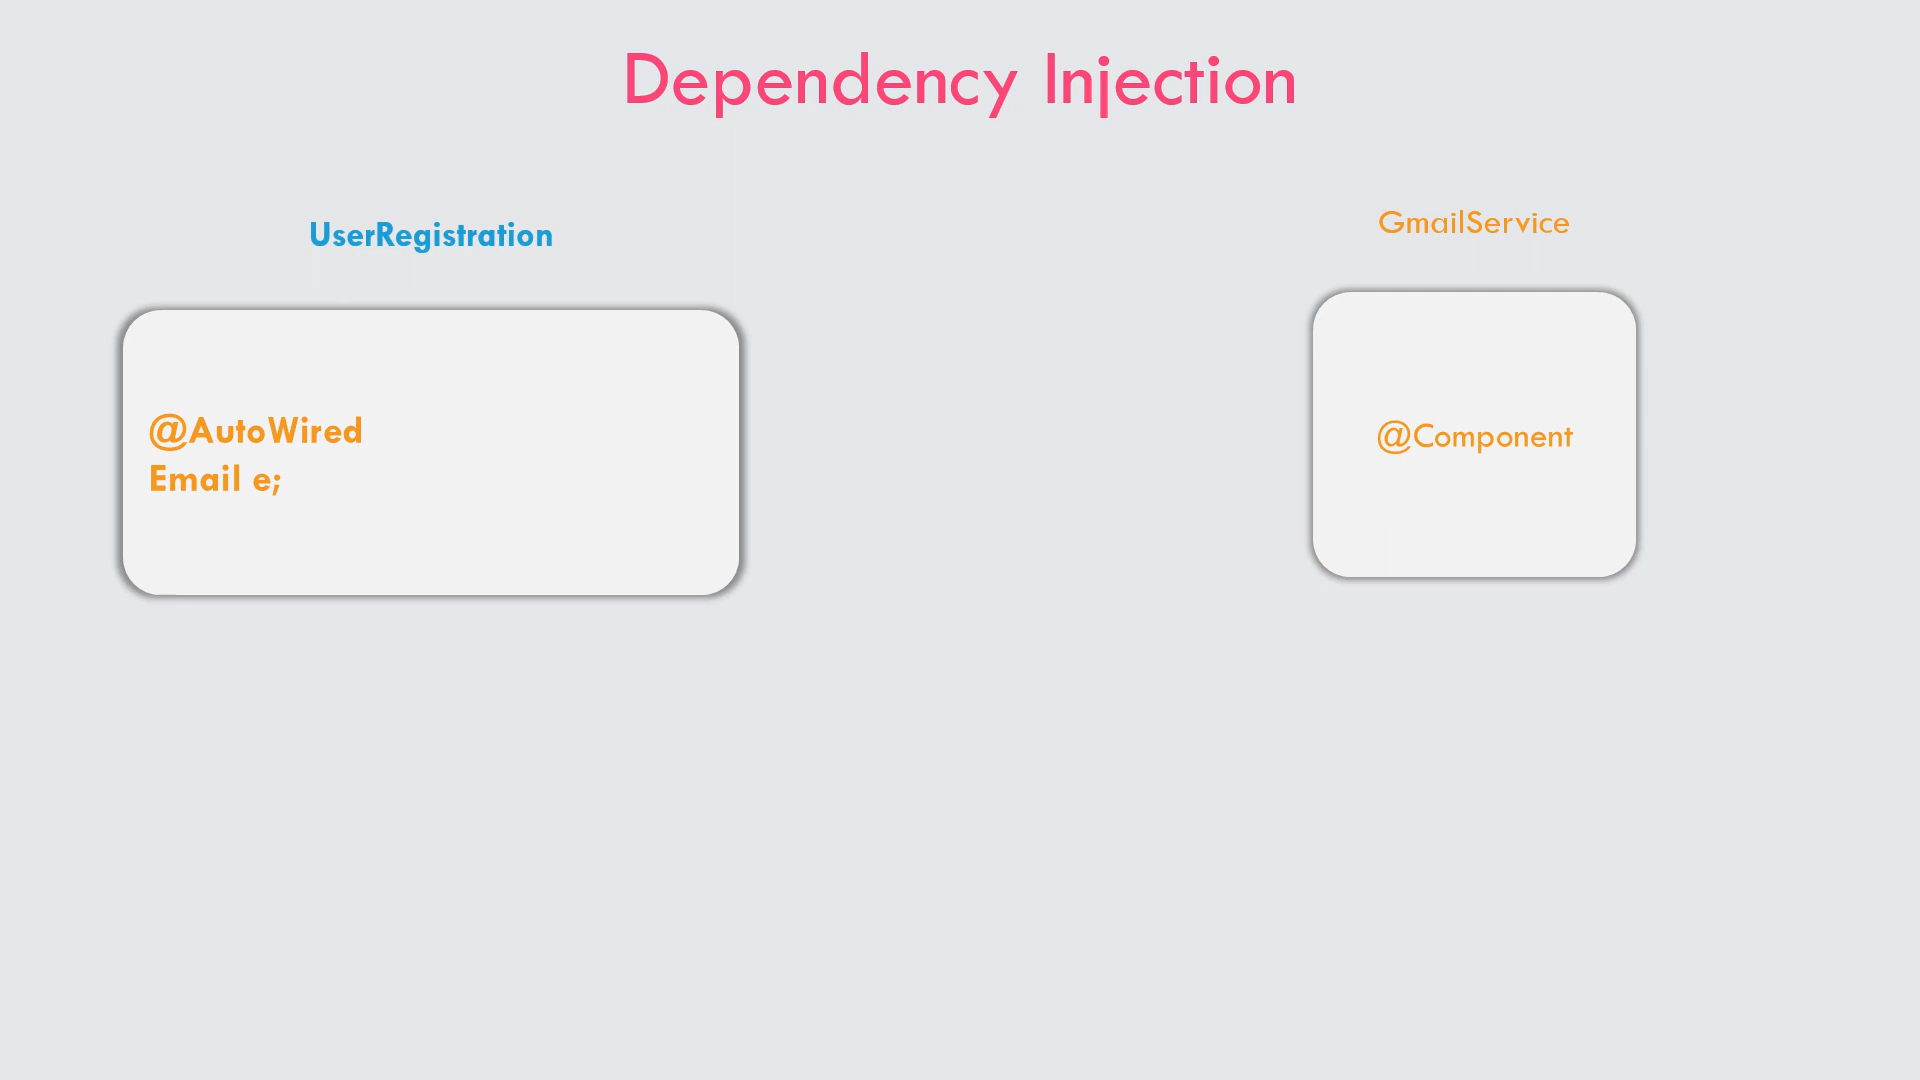 Dependency Injection
UserRegistration
@AutoWired
Email e;
GmailService
@Component